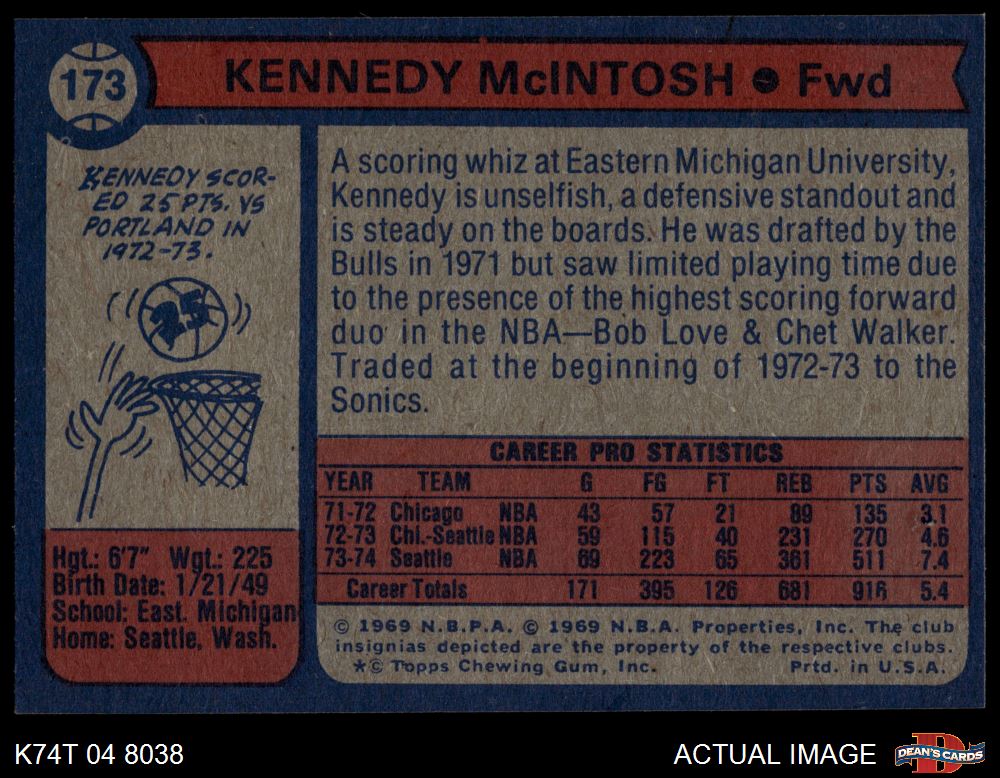 173
KENNEDY McINTOSH Fwd
KENNEDY SCOR-
ED 25 PTS. VS
PORTLAND IN
1972-73.
25
A scoring whiz at Eastern Michigan University,
Kennedy is unselfish, a defensive standout and
is steady on the boards. He was drafted by the
Bulls in 1971 but saw limited playing time due
to the presence of the highest scoring forward
duo in the NBA—Bob Love & Chet Walker.
Traded at the beginning of 1972-73 to the
Sonics.
CAREER PRO STATISTICS
YEAR TEAM G FG FT REB PTS AVG
71-72 Chicago NBA 43 57 21 89 135 3.1
72-73 Chi.-Seattle NBA 59 115 40 231 270 4.6
73-74 Seattle NBA 69 223 65 361 511 7.4
Career Totals 171 395 126 681 916 5.4
Hgt.: 6'7" Wgt.: 225
Birth Date: 1/21/49
School: East. Michigan
Home: Seattle, Wash.
© 1969 N.B.P.A. © 1969 N.B.A. Properties, Inc. The club
insignias depicted are the property of the respective clubs.
*© Topps Chewing Gum, Inc. Prtd. in U.S.A.
K74T 04 8038
ACTUAL IMAGE
D
DEAN'S CARDS